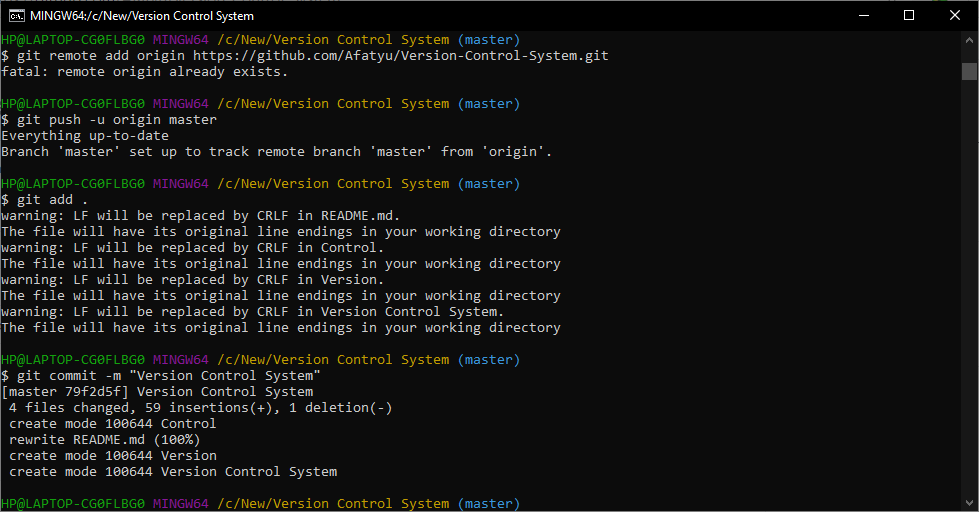 MINGW64:/c/New/Version Control System
HP@LAPTOP-CG0FLBG0 MINGW64 /c/New/Version Control System (master)
$ git remote add origin https://github.com/Afatyu/Version-Control-System.git
fatal: remote origin already exists.
HP@LAPTOP-CG0FLBG0 MINGW64 /c/New/Version Control System (master)
$ git push -u origin master
Everything up-to-date
Branch 'master' set up to track remote branch 'master' from 'origin'.
HP@LAPTOP-CG0FLBG0 MINGW64 /c/New/Version Control System (master)
$ git add .
warning: LF will be replaced by CRLF in README.md.
The file will have its original line endings in your working directory
warning: LF will be replaced by CRLF in Control.
The file will have its original line endings in your working directory
warning: LF will be replaced by CRLF in Version.
The file will have its original line endings in your working directory
warning: LF will be replaced by CRLF in Version Control System.
The file will have its original line endings in your working directory
HP@LAPTOP-CG0FLBG0 MINGW64 /c/New/Version Control System (master)
$ git commit -m "Version Control System"
[master 79f2d5f] Version Control System
 4 files changed, 59 insertions(+), 1 deletion(-)
 create mode 100644 Control
 rewrite README.md (100%)
 create mode 100644 Version
 create mode 100644 Version Control System
HP@LAPTOP-CG0FLBG0 MINGW64 /c/New/Version Control System (master)